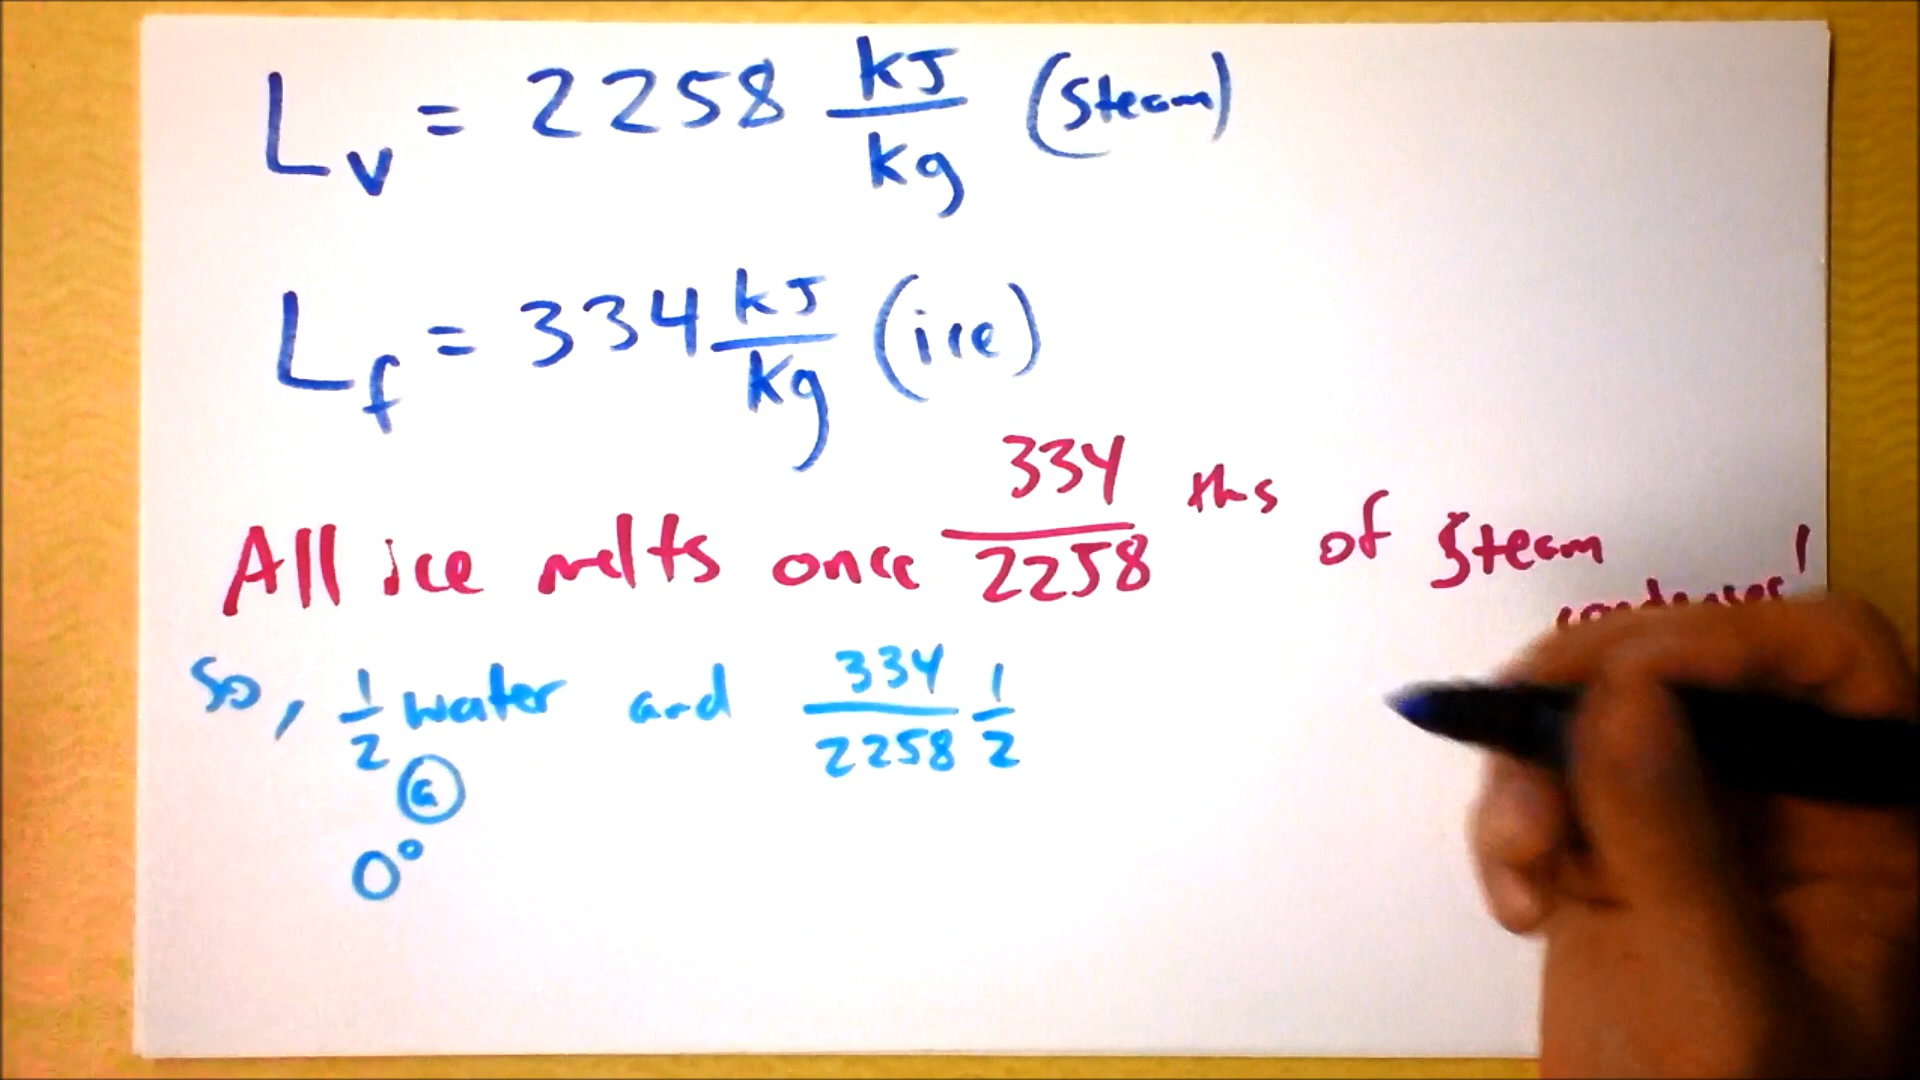 Lv = 2258 kJ/kg (Steam)
Lf = 334 kJ/kg (ice)
All ice melts once 334/2258 ths of Steam condenses!
So, 1/2 water and 334/2258 1/2
@
0°